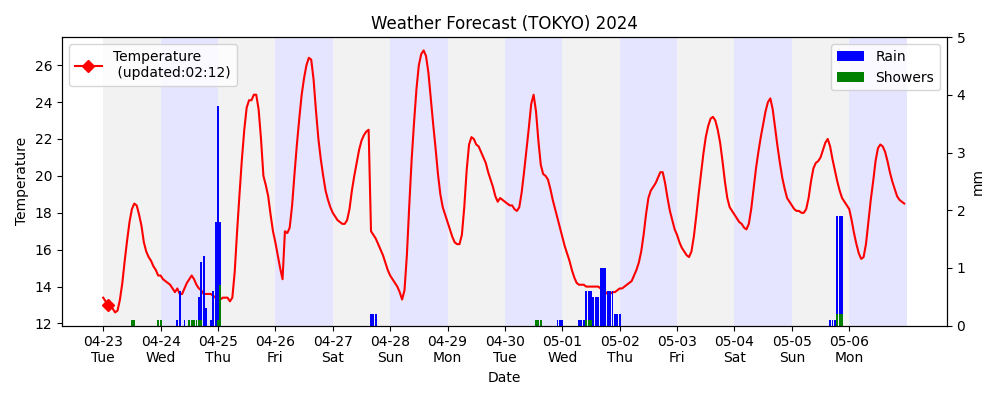 Weather Forecast (TOKYO) 2024
Temperature
(updated:02:12)
Rain
Showers
Temperature
26
24
22
20
18
16
14
12
5
4
3
2
1
0
mm
04-23 04-24 04-25 04-26 04-27 04-28 04-29 04-30 05-01 05-02 05-03 05-04 05-05 05-06
Tue Wed Thu Fri Sat Sun Mon Tue Wed Thu Fri Sat Sun Mon
Date